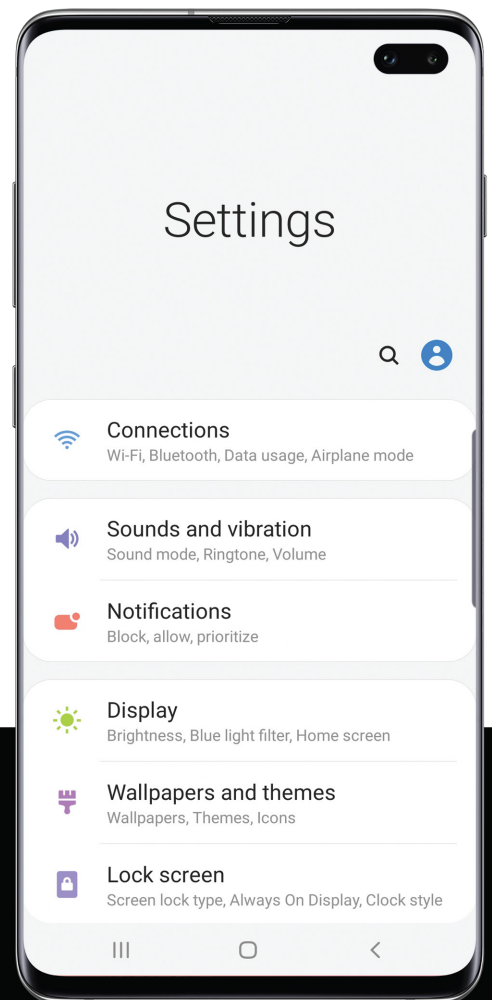 Settings
Connections
Wi-Fi, Bluetooth, Data usage, Airplane mode
Sounds and vibration
Sound mode, Ringtone, Volume
Notifications
Block, allow, prioritize
Display
Brightness, Blue light filter, Home screen
Wallpapers and themes
Wallpapers, Themes, Icons
Lock screen
Screen lock type, Always On Display, Clock style